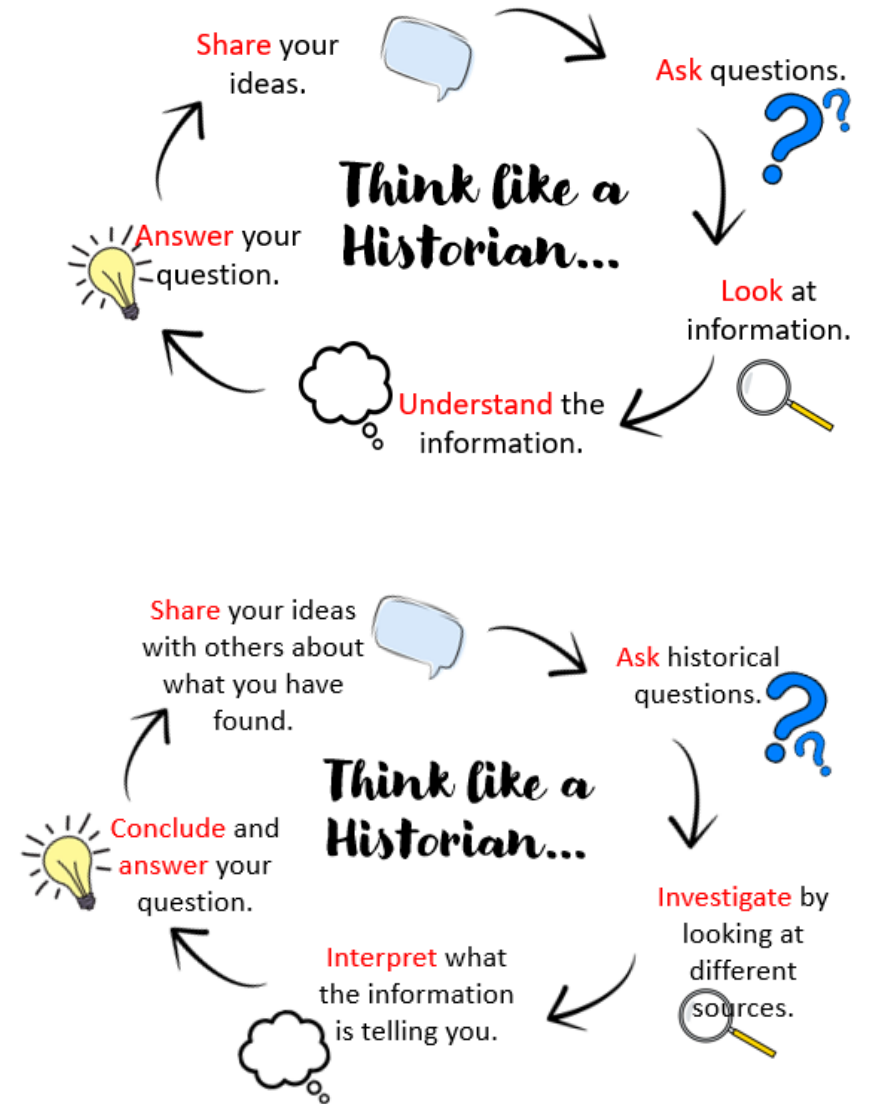 Share your
ideas.
Ask questions.
Think like a
Historian...
Answer your
question.
Look at
information.
Understand the
information.
Share your ideas
with others about
what you have
found.
Ask historical
questions.
Think like a
Historian...
Conclude and
answer your
question.
Investigate by
looking at
different
sources.
Interpret what
the information
is telling you.